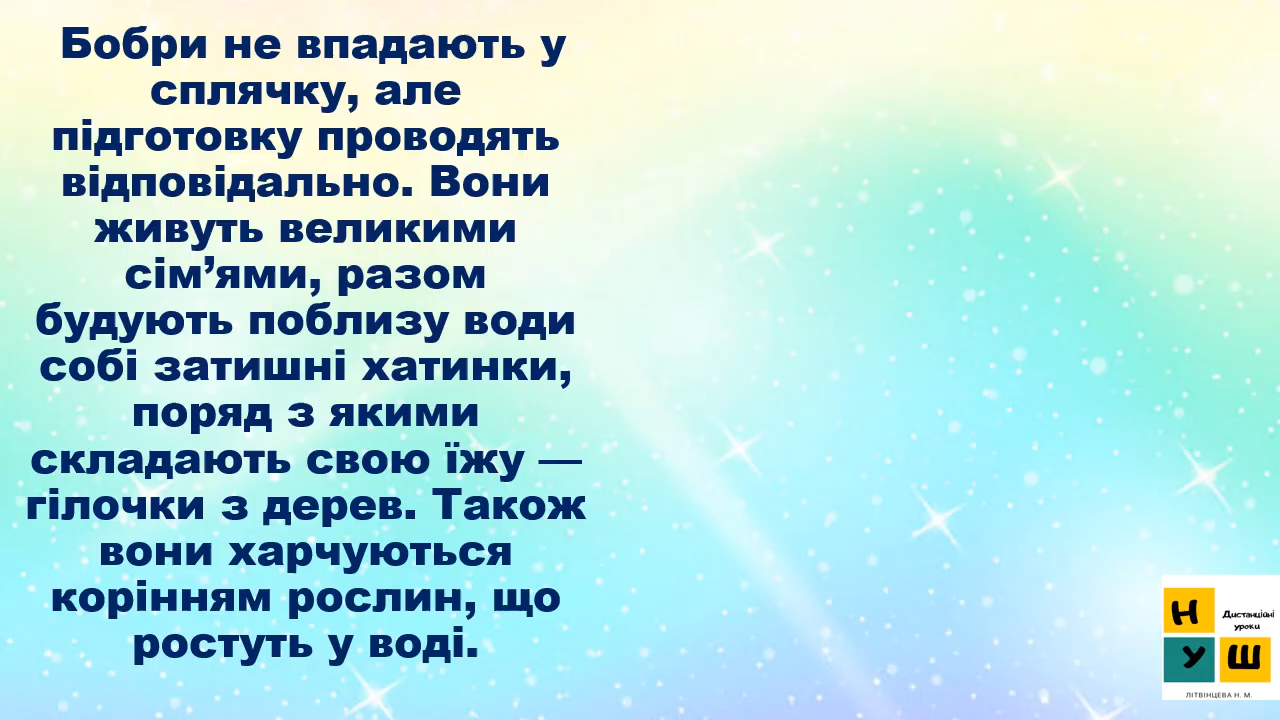 Бобри не впадають у
сплячку, але
підготовку проводять
відповідально. Вони
живуть великими
сім’ями, разом
будують поблизу води
собі затишні хатинки,
поряд з якими
складають свою їжу —
гілочки з дерев. Також
вони харчуються
корінням рослин, що
ростуть у воді.
Н
Дистанційні
уроки
У Ш
ЛІТВІНЦЕВА Н. М.